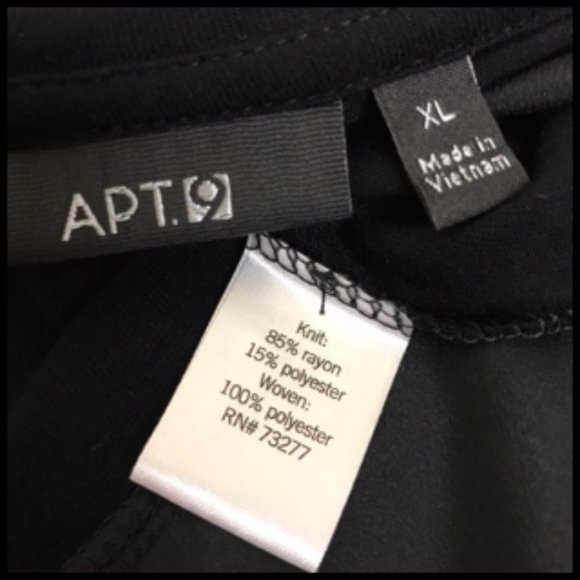 APT.9
XL
Made in
Vietnam
Knit:
85% rayon
15% polyester
Woven:
100% polyester
RN# 73277